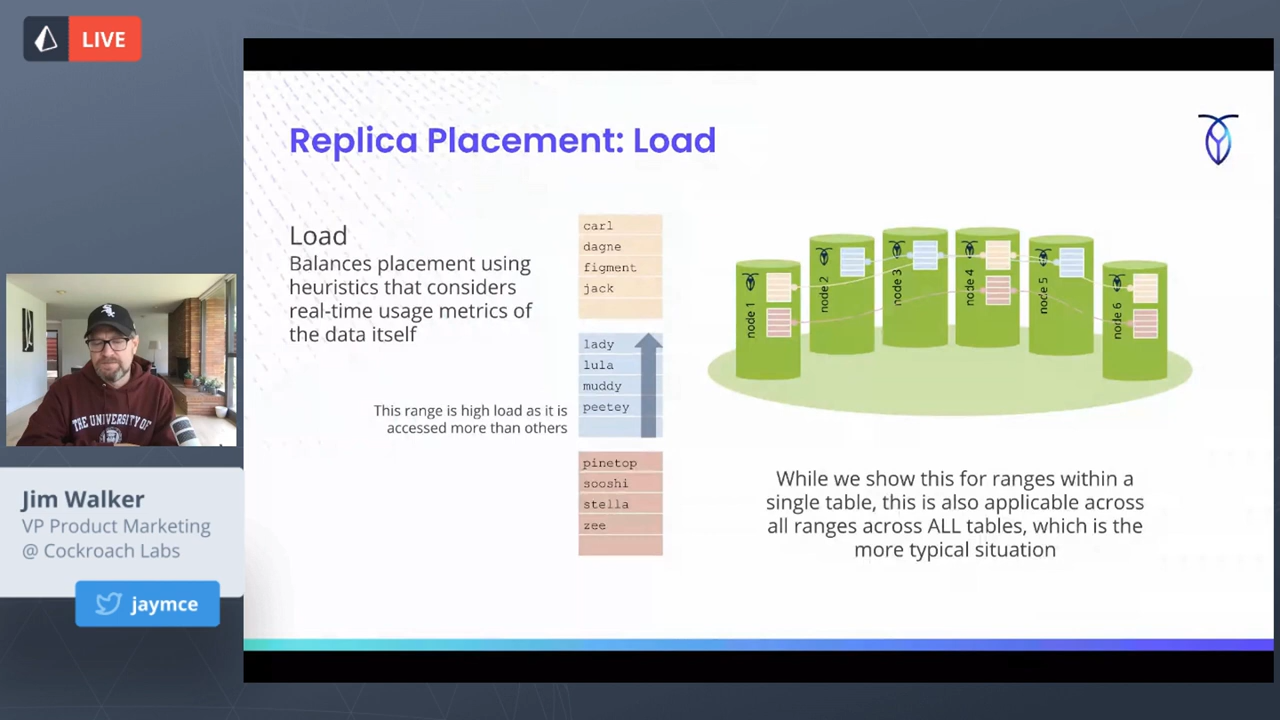 LIVE
Replica Placement: Load
Load
Balances placement using
heuristics that considers
real-time usage metrics of
the data itself
This range is high load as it is
accessed more than others
carl
dagne
figment
jack
lady
lula
muddy
peetey
pinetop
sooshi
stella
zee
node 1
node 2
node 3
node 4
node 5
node 6
While we show this for ranges within a
single table, this is also applicable across
all ranges across ALL tables, which is the
more typical situation
THE UNIVERSITY OF
Jim Walker
VP Product Marketing
@ Cockroach Labs
jaymce